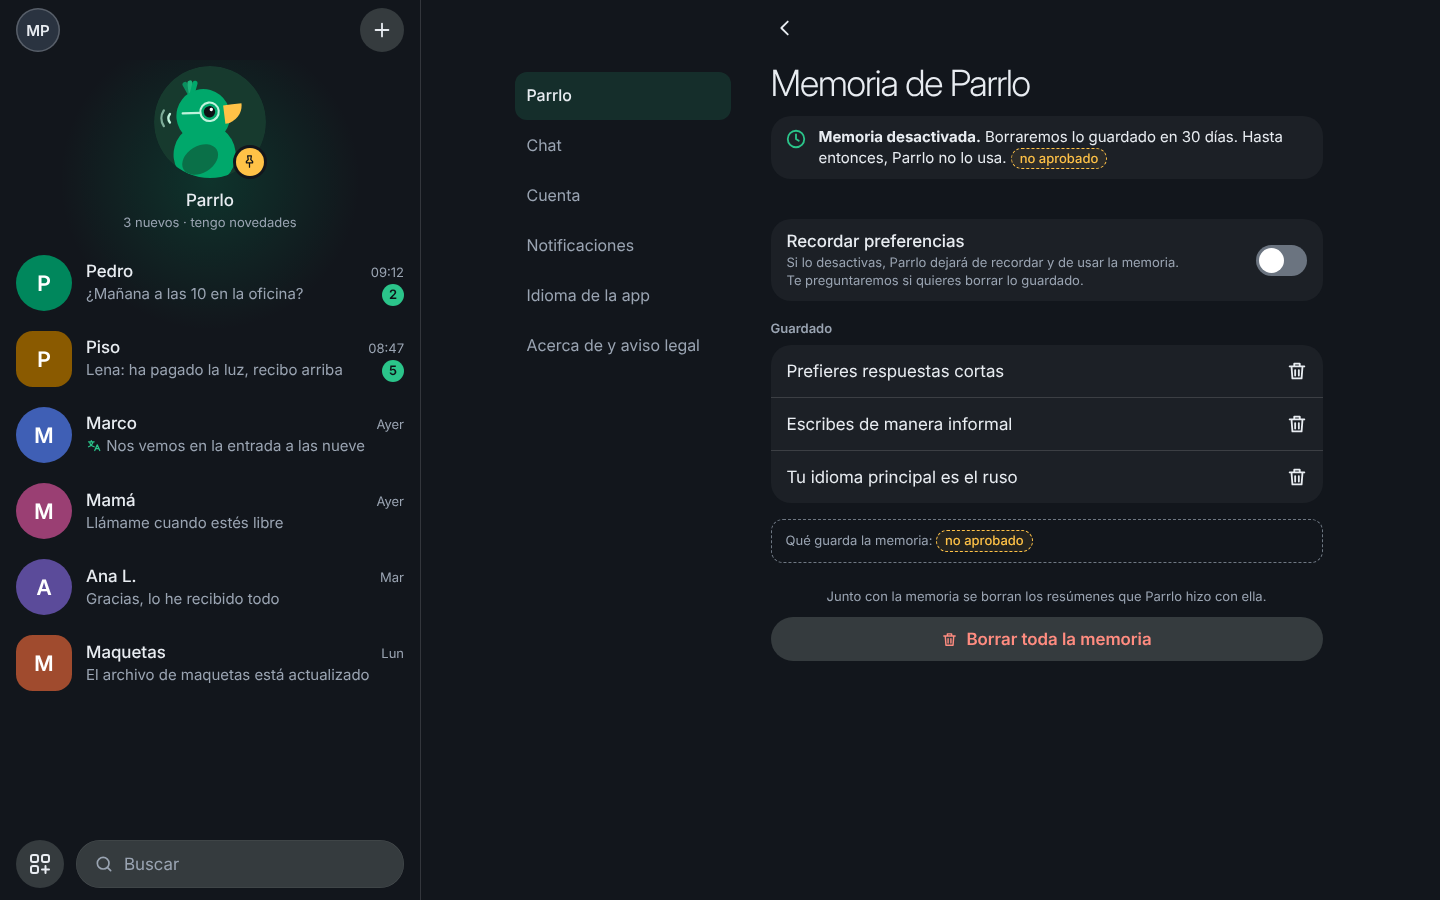 MP
Parrlo
3 nuevos · tengo novedades
P
Pedro
09:12
¿Mañana a las 10 en la oficina?
2
P
Piso
08:47
Lena: ha pagado la luz, recibo arriba
5
M
Marco
Ayer
Nos vemos en la entrada a las nueve
M
Mamá
Ayer
Llámame cuando estés libre
A
Ana L.
Mar
Gracias, lo he recibido todo
M
Maquetas
Lun
El archivo de maquetas está actualizado
Buscar
Parrlo
Chat
Cuenta
Notificaciones
Idioma de la app
Acerca de y aviso legal
Memoria de Parrlo
Memoria desactivada. Borraremos lo guardado en 30 días. Hasta
entonces, Parrlo no lo usa. no aprobado
Recordar preferencias
Si lo desactivas, Parrlo dejará de recordar y de usar la memoria.
Te preguntaremos si quieres borrar lo guardado.
Guardado
Prefieres respuestas cortas
Escribes de manera informal
Tu idioma principal es el ruso
Qué guarda la memoria: no aprobado
Junto con la memoria se borran los resúmenes que Parrlo hizo con ella.
Borrar toda la memoria